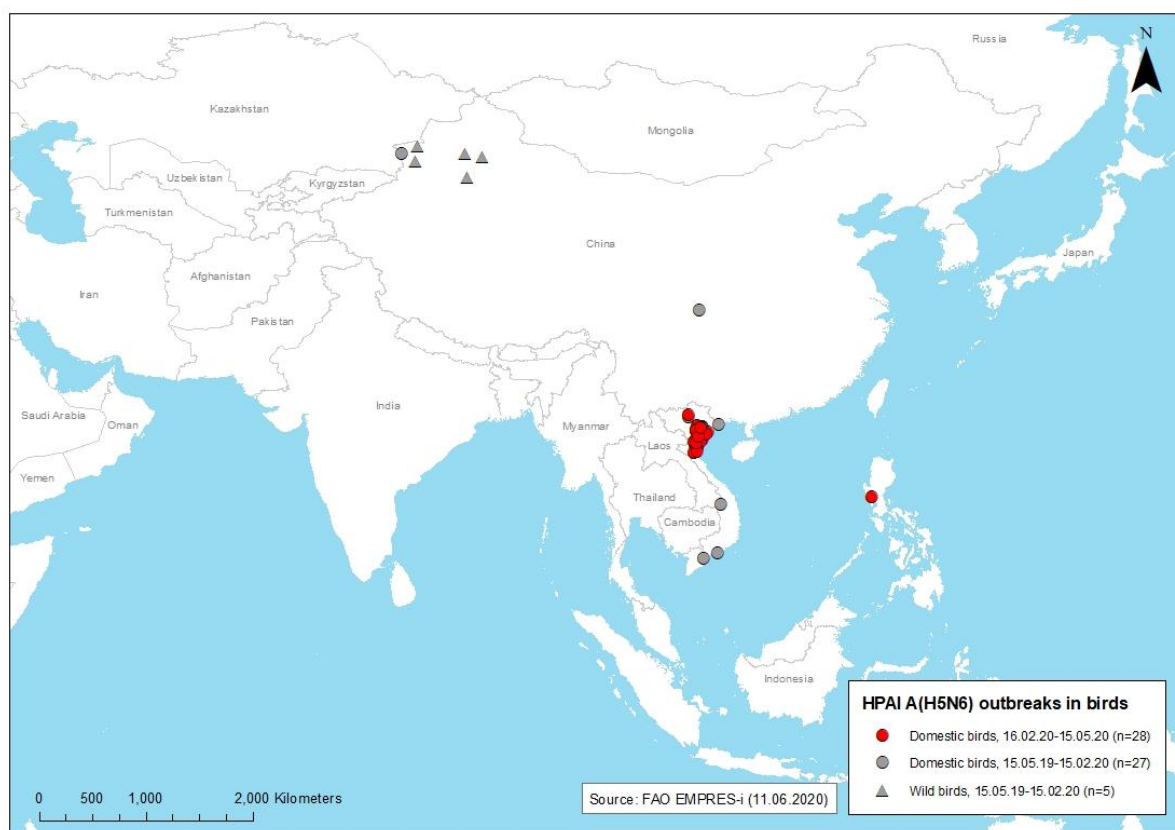 Russia
N
Kazakhstan
Mongolia
Uzbekistan
Kyrgyzstan
Turkmenistan
China
Japan
Afghanistan
Iran
Pakistan
India
Saudi Arabia
Oman
Myanmar
Laos
Yemen
Thailand
Cambodia
Indonesia
HPAI A(H5N6) outbreaks in birds
Domestic birds, 16.02.20-15.05.20 (n=28)
Domestic birds, 15.05.19-15.02.20 (n=27)
Wild birds, 15.05.19-15.02.20 (n=5)
0 500 1,000 2,000 Kilometers
Source: FAO EMPRES-i (11.06.2020)